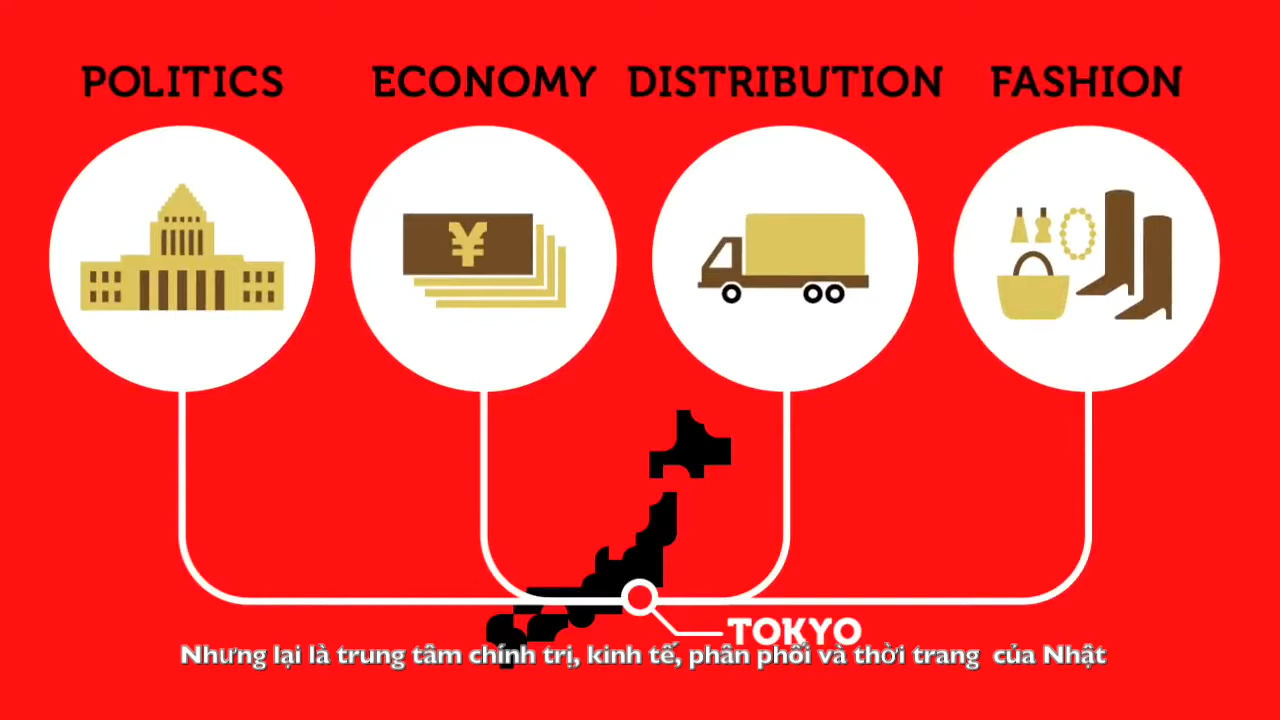 POLITICS ECONOMY DISTRIBUTION FASHION
¥
TOKYO
Nhưng lại là trung tâm chính trị, kinh tế, phân phối và thời trang của Nhật